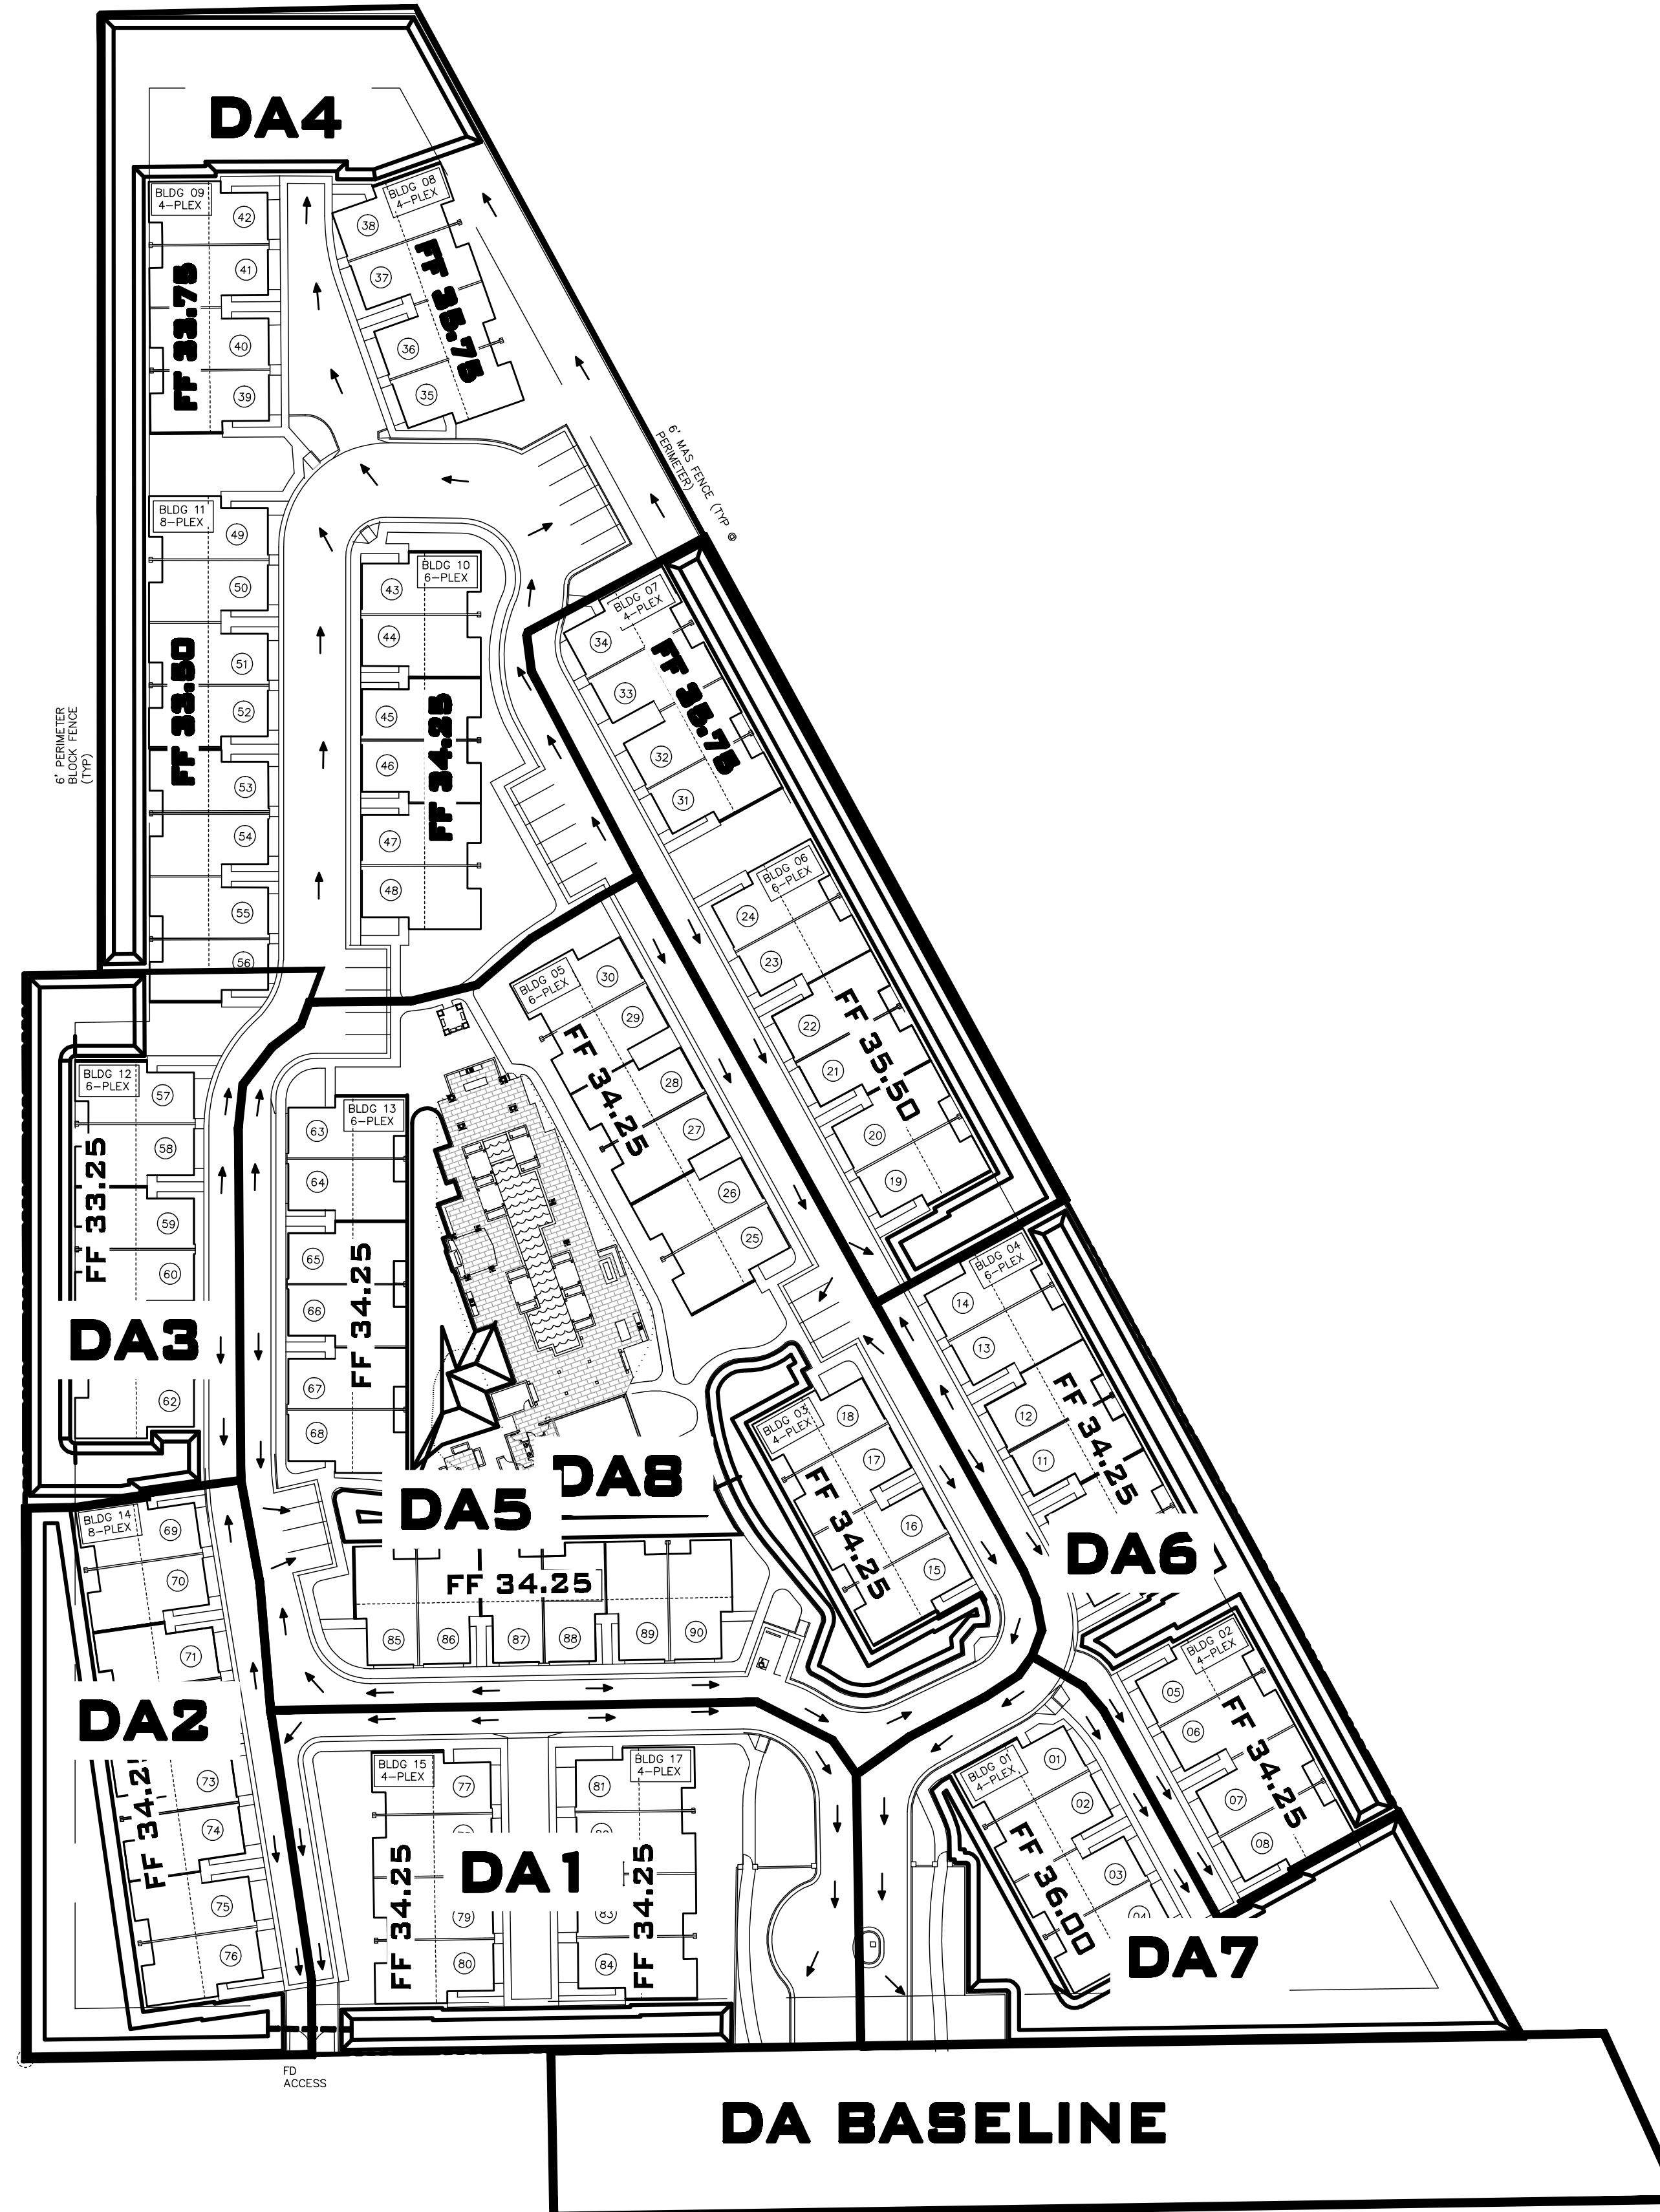 DA4
BLDG 09
4-PLEX
42
41
40
39
FF 33.75
BLDG 08
4-PLEX
38
37
36
35
FF 35.75
6' MAS FENCE (TYP @
PERIMETER)
BLDG 11
8-PLEX
49
50
51
52
53
54
55
56
FF 33.50
BLDG 10
6-PLEX
43
44
45
46
47
48
FF 34.25
6' PERIMETER
BLOCK FENCE
(TYP)
BLDG 07
4-PLEX
34
33
32
31
FF 35.75
BLDG 06
6-PLEX
24
23
22
21
20
19
FF 35.50
BLDG 05
6-PLEX
30
29
28
27
26
25
FF 34.25
BLDG 12
6-PLEX
57
58
59
60
62
FF 33.25
DA3
BLDG 13
6-PLEX
63
64
65
66
67
68
FF 34.25
BLDG 04
6-PLEX
14
13
12
11
FF 34.25
BLDG 03
4-PLEX
18
17
16
15
FF 34.25
DA8
DA5
DA6
FF 34.25
85
86
87
88
89
90
BLDG 14
8-PLEX
69
70
71
73
74
75
76
DA2
BLDG 02
4-PLEX
05
06
07
08
FF 34.25
BLDG 01
4-PLEX
01
02
03
04
FF 36.00
DA7
BLDG 15
4-PLEX
77
79
80
FF 34.25
DA1
BLDG 17
4-PLEX
81
83
84
FF 34.25
FD
ACCESS
DA BASELINE